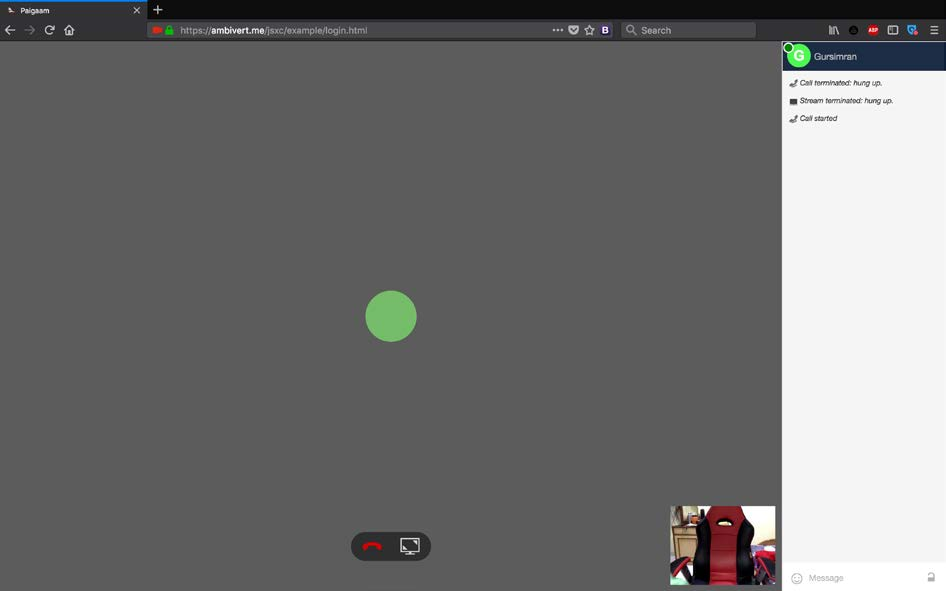 Paigaam
https://ambivert.me/jsxc/example/login.html
Search
B
ABP
G
Gursimran
Call terminated: hung up.
Stream terminated: hung up.
Call started
Message